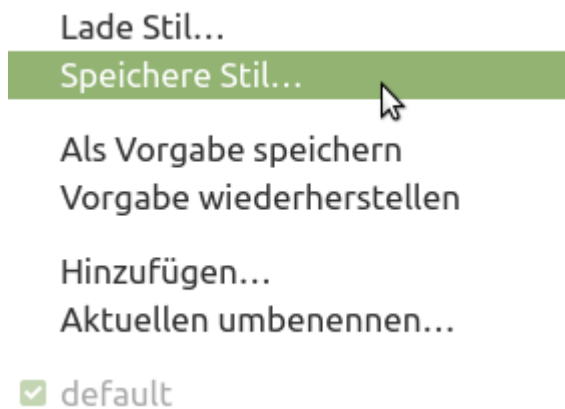 Lade Stil…
Speichere Stil…
Als Vorgabe speichern
Vorgabe wiederherstellen
Hinzufügen…
Aktuellen umbenennen…
default